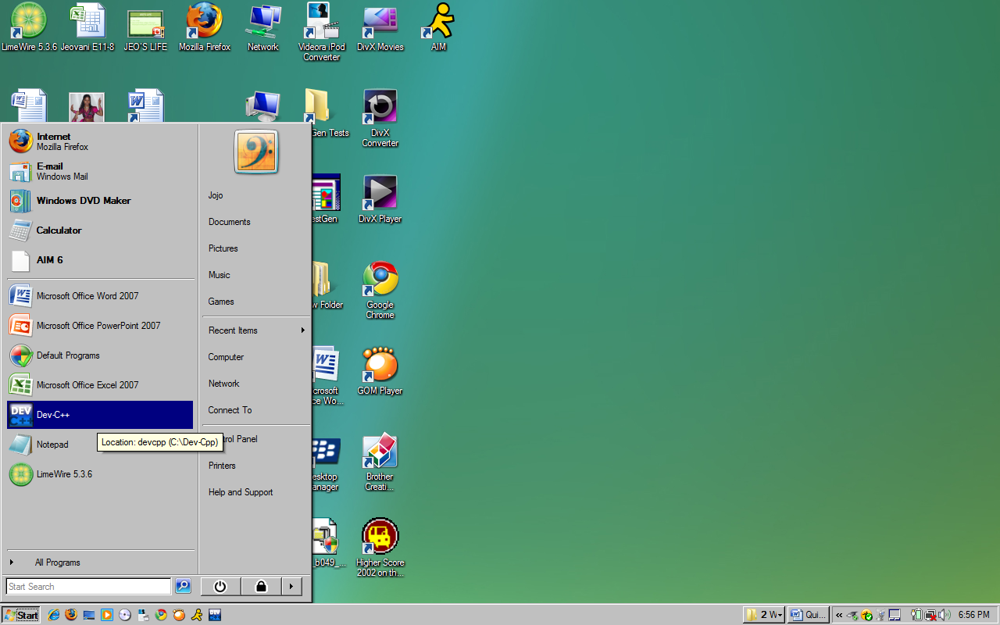 LimeWire 5.3.6
Jeovani E11-8
JEO'S LIFE
Mozilla Firefox
Network
Videora iPod
Converter
DivX Movies
AIM
Gen Tests
DivX
Converter
estGen
DivX Player
w Folder
Google
Chrome
crosoft
ce Wo...
GOM Player
esktop
anager
Brother
Creati...
_b049_...
Higher Score
2002 on th...
Internet
Mozilla Firefox
E-mail
Windows Mail
Windows DVD Maker
Calculator
AIM 6
Microsoft Office Word 2007
Microsoft Office PowerPoint 2007
Default Programs
Microsoft Office Excel 2007
DEV
C++
Dev-C++
Location: devcpp (C:\Dev-Cpp)
Notepad
LimeWire 5.3.6
All Programs
Start Search
Jojo
Documents
Pictures
Music
Games
Recent Items
Computer
Network
Connect To
trol Panel
Printers
Help and Support
Start
2 W
Qui...
6:56 PM